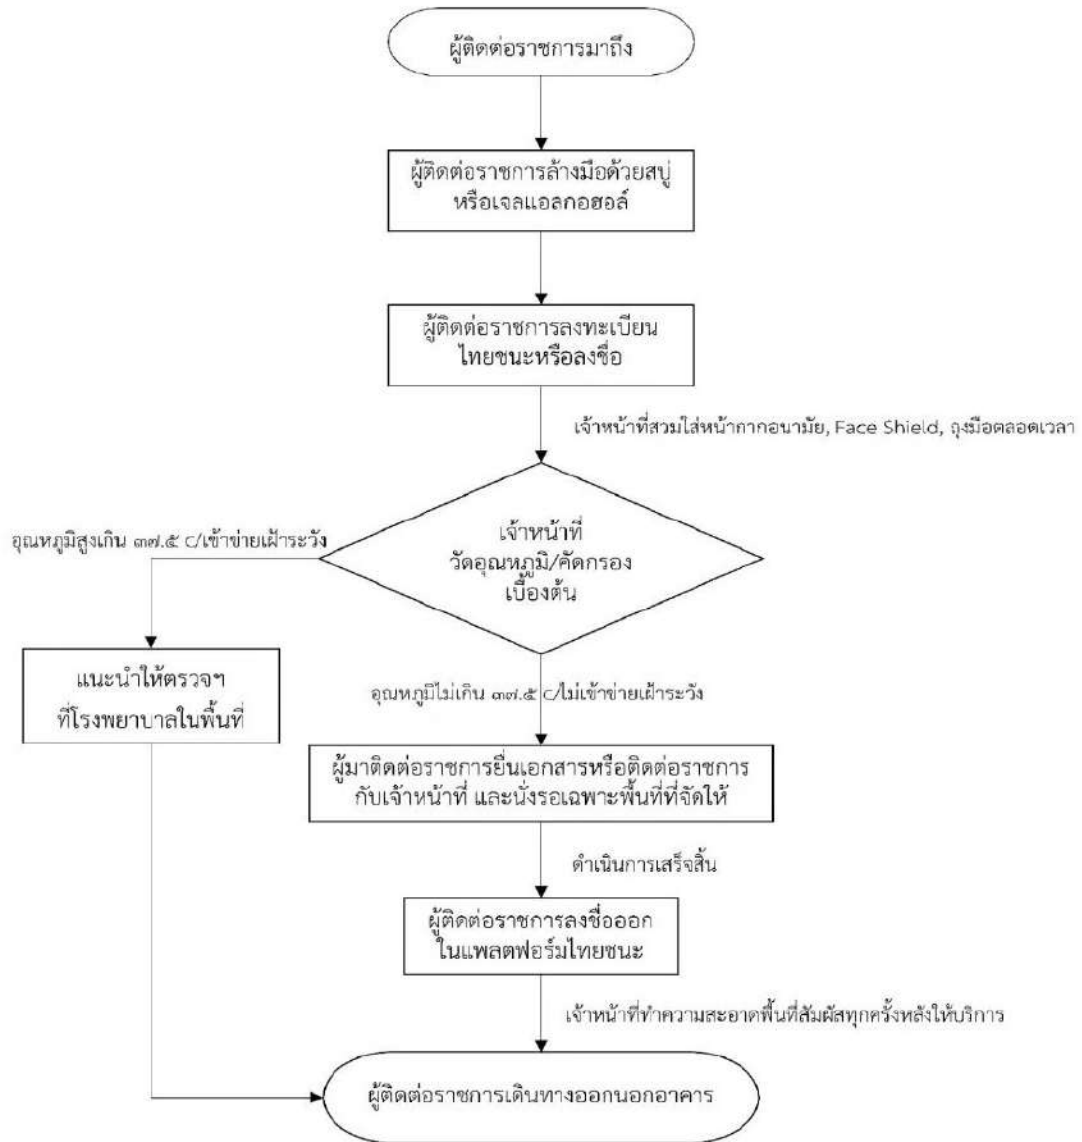 ผู้ติดต่อราชการมาถึง
ผู้ติดต่อราชการล้างมือด้วยสบู่
หรือเจลแอลกอฮอล์
ผู้ติดต่อราชการลงทะเบียน
ไทยชนะหรือลงชื่อ
เจ้าหน้าที่สวมใส่หน้ากากอนามัย, Face Shield, ถุงมือตลอดเวลา
เจ้าหน้าที่
วัดอุณหภูมิ/คัดกรอง
เบื้องต้น
อุณหภูมิสูงเกิน ๓๗.๕ C/เข้าข่ายเฝ้าระวัง
แนะนำให้ตรวจฯ
ที่โรงพยาบาลในพื้นที่
อุณหภูมิไม่เกิน ๓๗.๕ C/ไม่เข้าข่ายเฝ้าระวัง
ผู้มาติดต่อราชการยื่นเอกสารหรือติดต่อราชการ
กับเจ้าหน้าที่ และนั่งรอเฉพาะพื้นที่ที่จัดให้
ดำเนินการเสร็จสิ้น
ผู้ติดต่อราชการลงชื่อออก
ในแพลตฟอร์มไทยชนะ
เจ้าหน้าที่ทำความสะอาดพื้นที่สัมผัสทุกครั้งหลังให้บริการ
ผู้ติดต่อราชการเดินทางออกนอกอาคาร